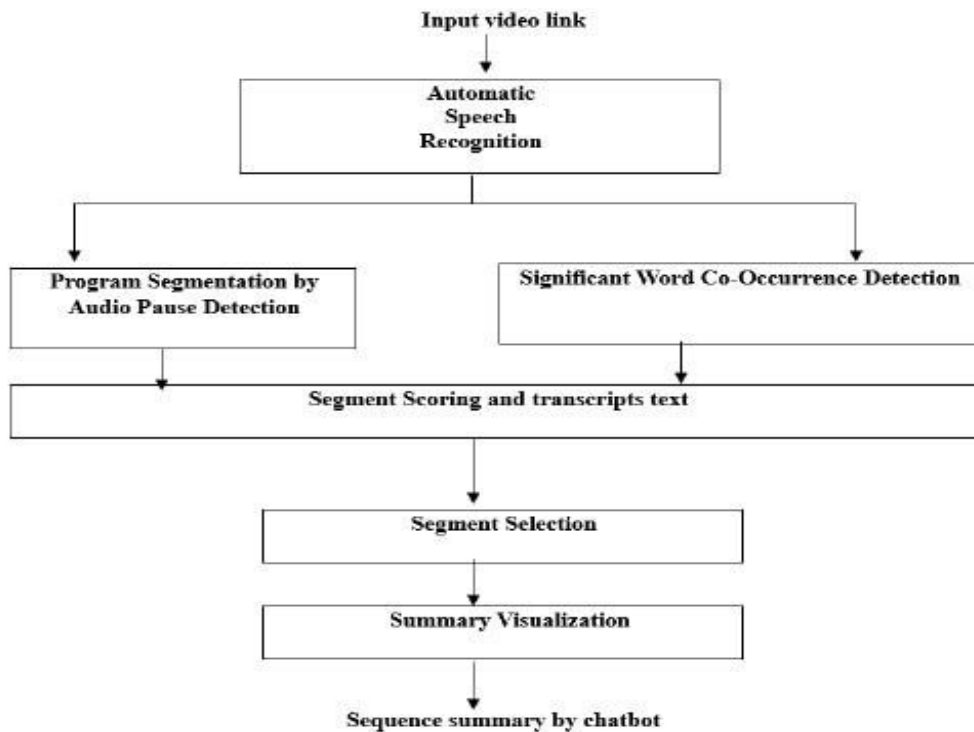 Input video link
Automatic
Speech
Recognition
Program Segmentation by
Audio Pause Detection
Significant Word Co-Occurrence Detection
Segment Scoring and transcripts text
Segment Selection
Summary Visualization
Sequence summary by chatbot